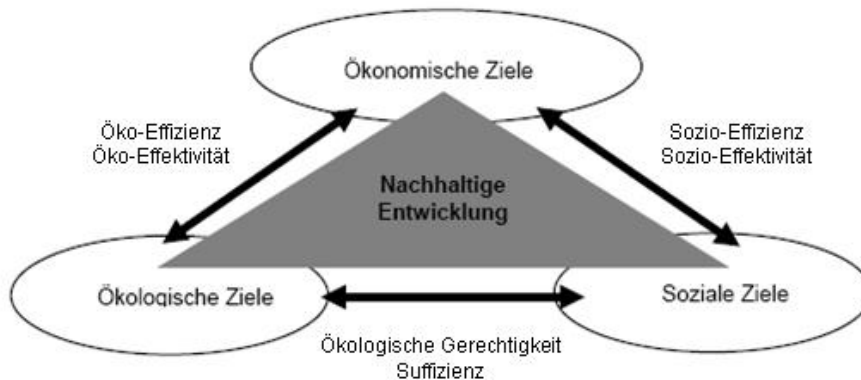 Ökonomische Ziele
Öko-Effizienz
Öko-Effektivität
Sozio-Effizienz
Sozio-Effektivität
Nachhaltige
Entwicklung
Ökologische Ziele
Soziale Ziele
Ökologische Gerechtigkeit
Suffizienz